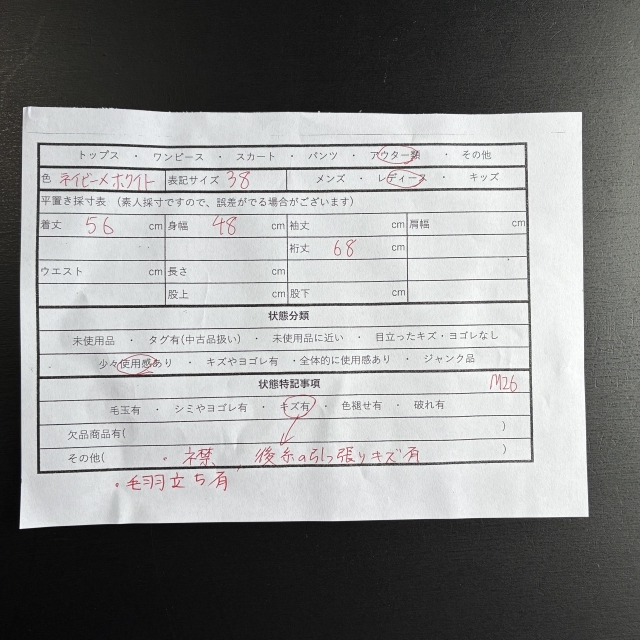 トップス ・ ワンピース ・ スカート ・ パンツ ・ アウター類 ・ その他
色 ネイビー×ホワイト 表記サイズ 38 メンズ ・ レディース ・ キッズ
平置き採寸表 (素人採寸ですので、誤差がでる場合がございます)
着丈 56 cm 身幅 48 cm 袖丈 cm 肩幅 cm
裄丈 68 cm
ウエスト cm 長さ cm
股上 cm 股下 cm
状態分類
未使用品 ・ タグ有(中古品扱い) ・ 未使用品に近い ・ 目立ったキズ・ヨゴレなし
少々使用感あり ・ キズやヨゴレ有 ・全体的に使用感あり ・ ジャンク品
状態特記事項 M26
毛玉有 ・ シミやヨゴレ有 ・ キズ有 ・ 色褪せ有 ・ 破れ有
欠品商品有( )
その他( ・ 後糸の引っ張りキズ有 )
・毛羽立ち有